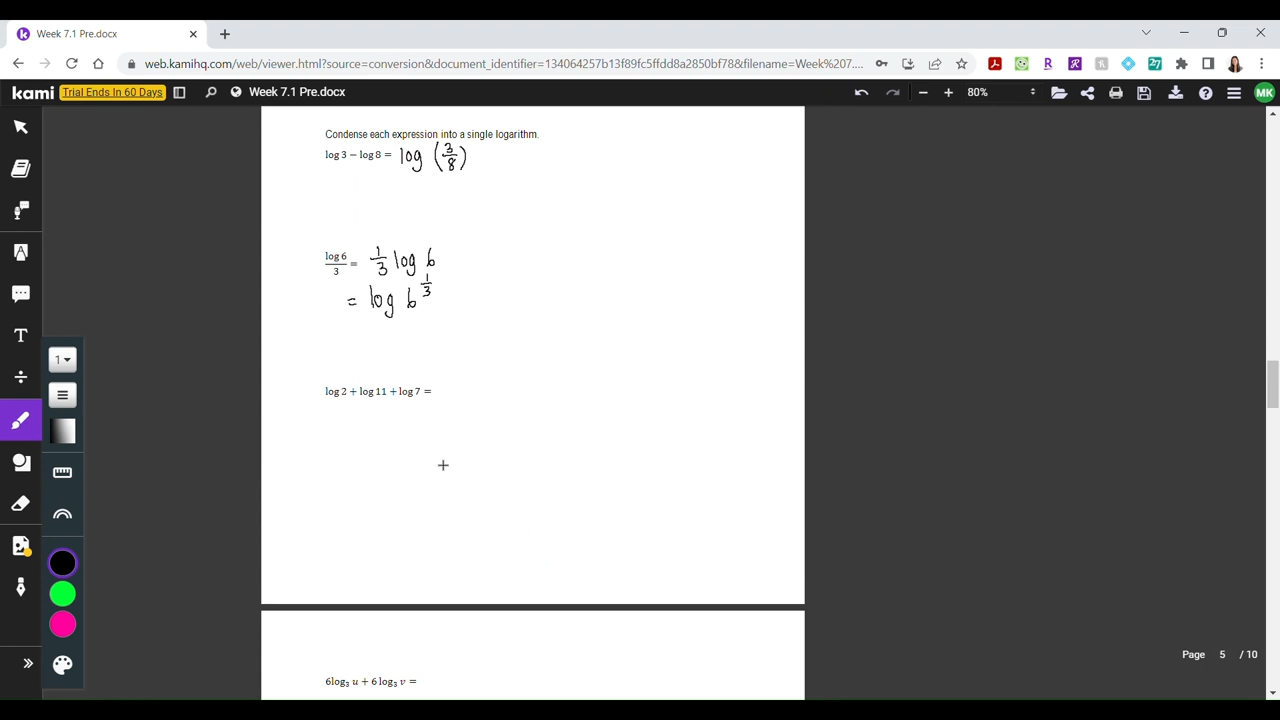 Week 7.1 Pre.docx
web.kamihq.com/web/viewer.html?source=conversion&document_identifier=134064257b13f89fc5ffdd8a2850bf78&filename=Week%207....
kami Trial Ends In 60 Days Week 7.1 Pre.docx 80% MK
Condense each expression into a single logarithm.
log 3 − log 8 = log (3/8)
log 6/3 = 1/3 log 6
= log 6^(1/3)
1
log 2 + log 11 + log 7 =
Page 5 / 10
6log₃ u + 6 log₃ v =